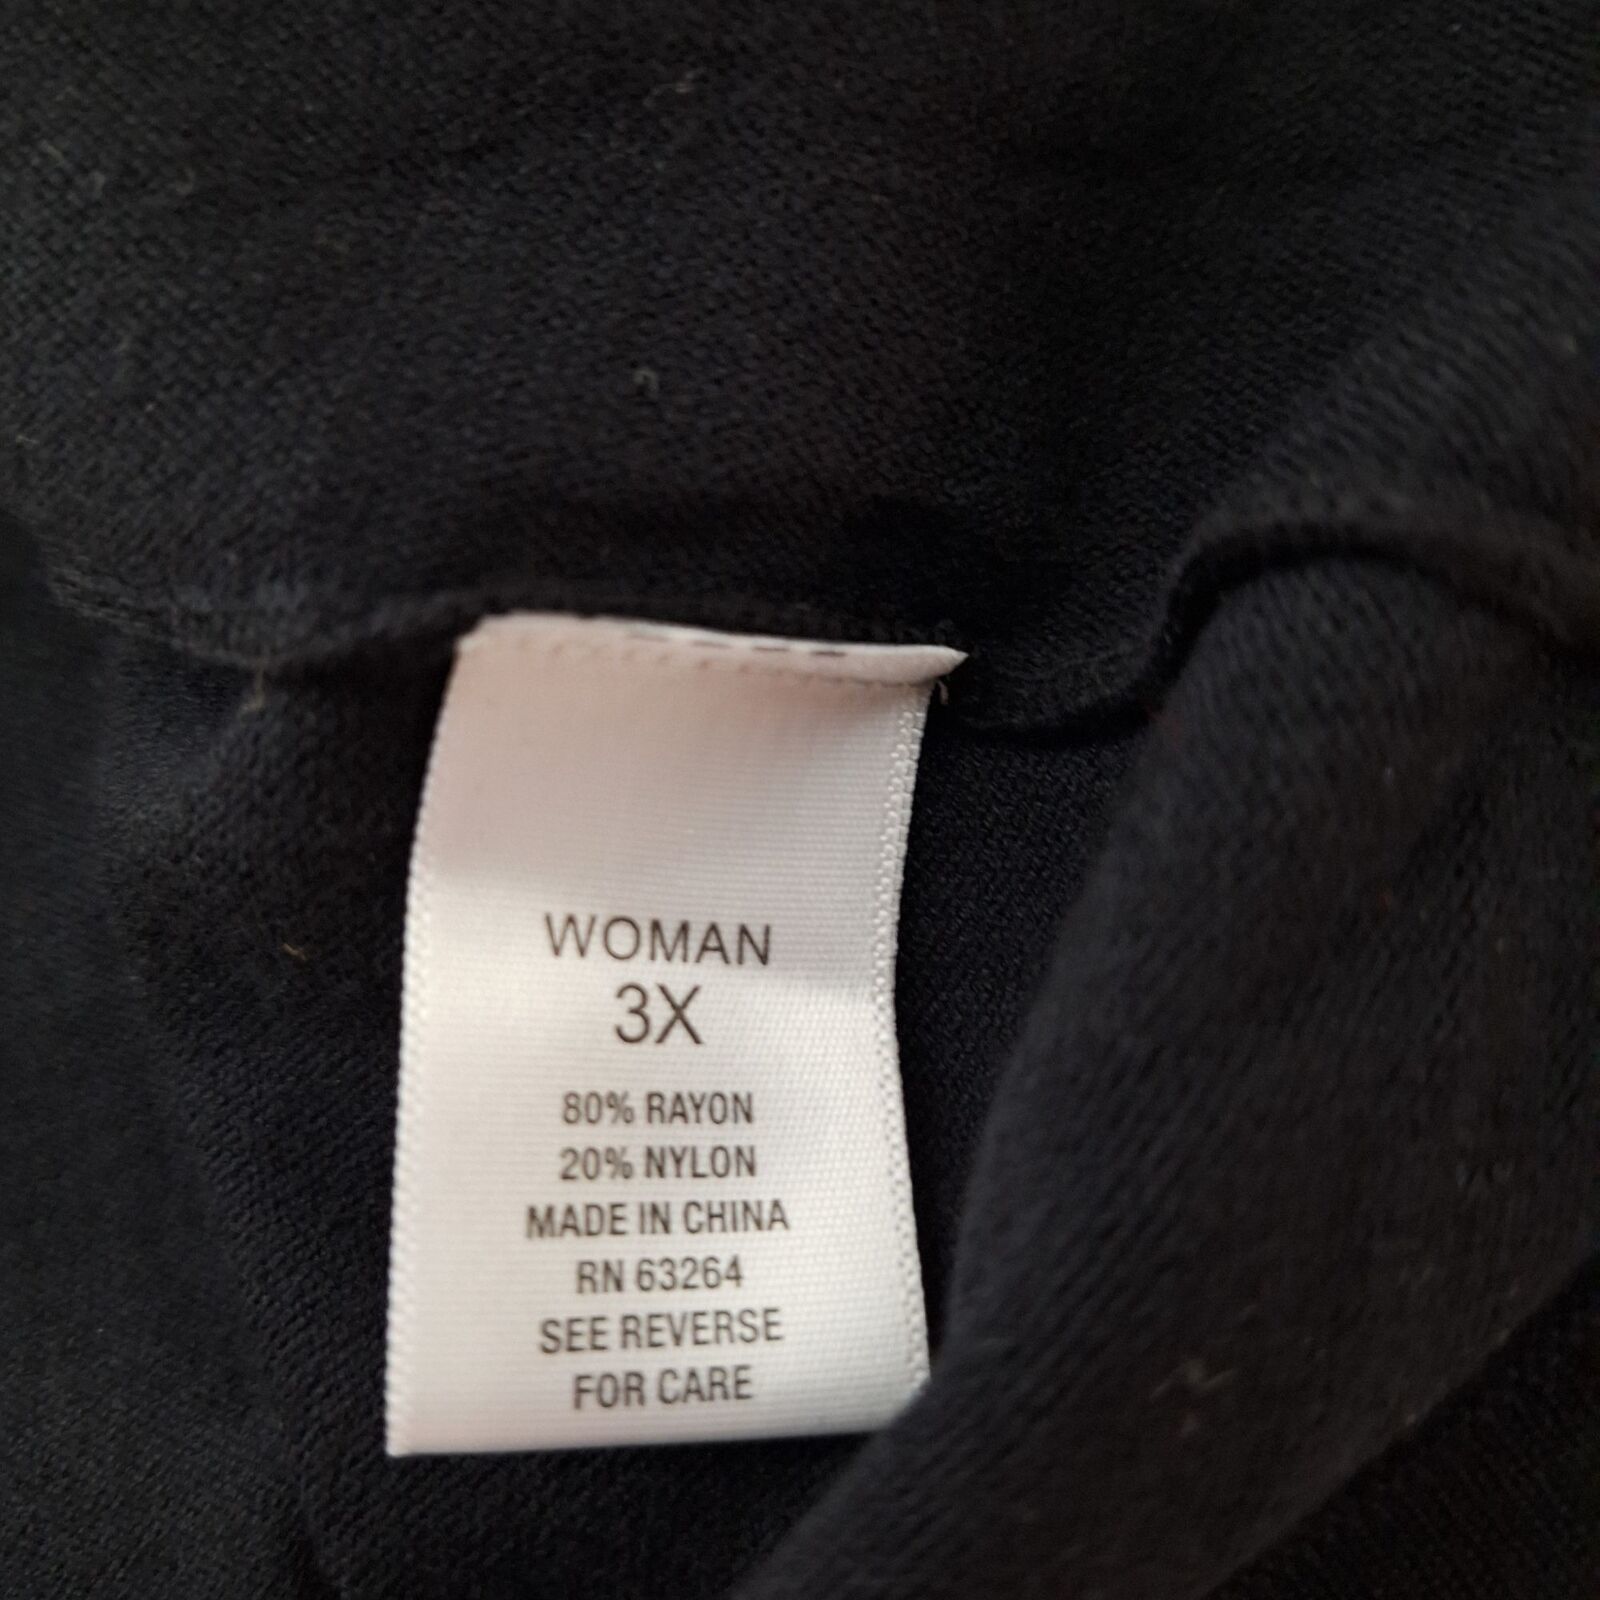 WOMAN
3X
80% RAYON
20% NYLON
MADE IN CHINA
RN 63264
SEE REVERSE
FOR CARE